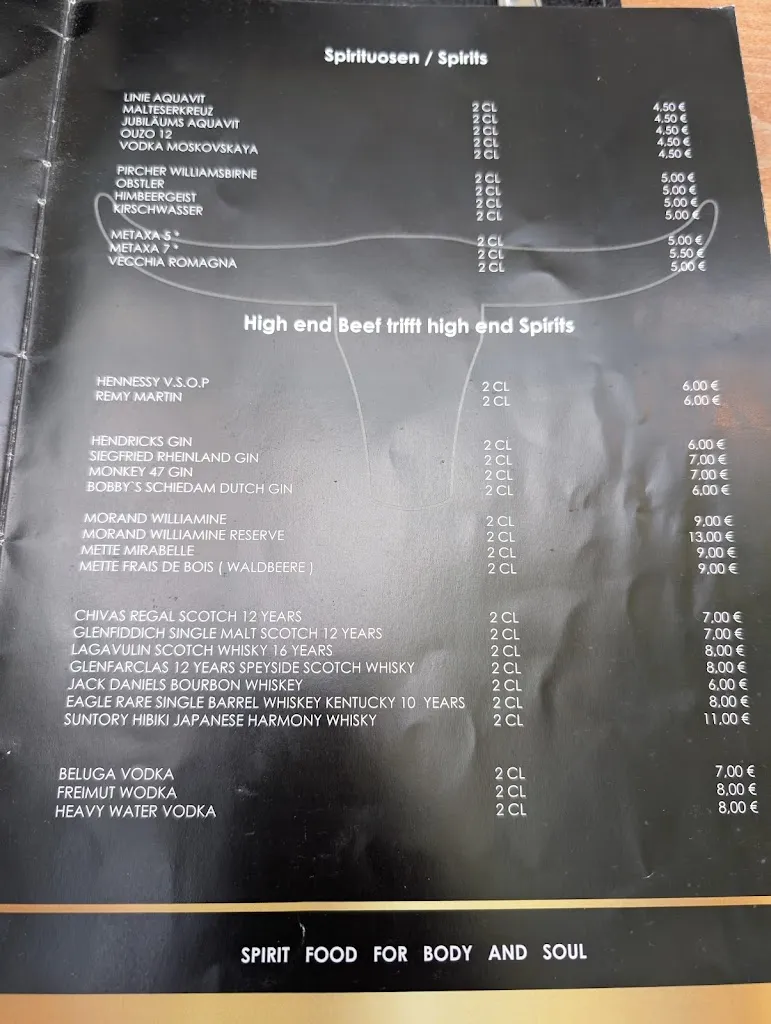 Spirituosen / Spirits
LINIE AQUAVIT 2 CL 4,50 €
MALTESERKREUZ 2 CL 4,50 €
JUBILÄUMS AQUAVIT 2 CL 4,50 €
OUZO 12 2 CL 4,50 €
VODKA MOSKOVSKAYA 2 CL 4,50 €
PIRCHER WILLIAMSBIRNE 2 CL 5,00 €
OBSTLER 2 CL 5,00 €
HIMBEERGEIST 2 CL 5,00 €
KIRSCHWASSER 2 CL 5,00 €
METAXA 5 * 2 CL 5,00 €
METAXA 7 * 2 CL 5,50 €
VECCHIA ROMAGNA 2 CL 5,00 €
High end Beef trifft high end Spirits
HENNESSY V.S.O.P 2 CL 6,00 €
REMY MARTIN 2 CL 6,00 €
HENDRICKS GIN 2 CL 6,00 €
SIEGFRIED RHEINLAND GIN 2 CL 7,00 €
MONKEY 47 GIN 2 CL 7,00 €
BOBBY`S SCHIEDAM DUTCH GIN 2 CL 6,00 €
MORAND WILLIAMINE 2 CL 9,00 €
MORAND WILLIAMINE RESERVE 2 CL 13,00 €
METTE MIRABELLE 2 CL 9,00 €
METTE FRAIS DE BOIS ( WALDBEERE ) 2 CL 9,00 €
CHIVAS REGAL SCOTCH 12 YEARS 2 CL 7,00 €
GLENFIDDICH SINGLE MALT SCOTCH 12 YEARS 2 CL 7,00 €
LAGAVULIN SCOTCH WHISKY 16 YEARS 2 CL 8,00 €
GLENFARCLAS 12 YEARS SPEYSIDE SCOTCH WHISKY 2 CL 8,00 €
JACK DANIELS BOURBON WHISKEY 2 CL 6,00 €
EAGLE RARE SINGLE BARREL WHISKEY KENTUCKY 10 YEARS 2 CL 8,00 €
SUNTORY HIBIKI JAPANESE HARMONY WHISKY 2 CL 11,00 €
BELUGA VODKA 2 CL 7,00 €
FREIMUT WODKA 2 CL 8,00 €
HEAVY WATER VODKA 2 CL 8,00 €
SPIRIT FOOD FOR BODY AND SOUL